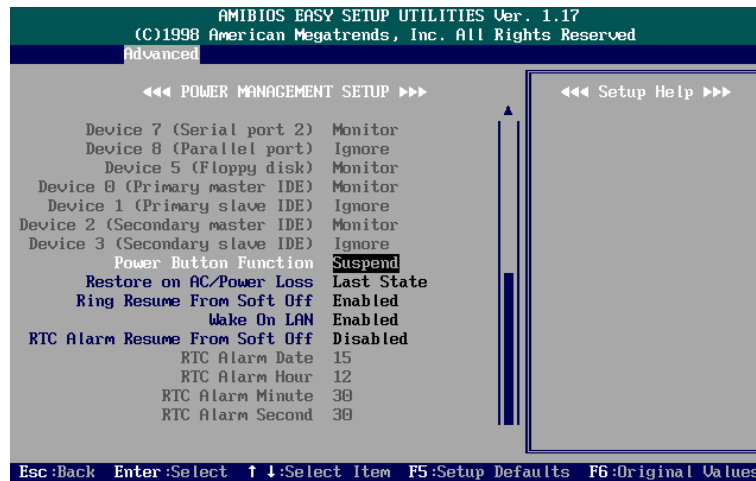 AMIBIOS EASY SETUP UTILITIES Ver. 1.17
(C)1998 American Megatrends, Inc. All Rights Reserved
Advanced
◄◄◄ POWER MANAGEMENT SETUP ►►►
◄◄◄ Setup Help ►►►
Device 7 (Serial port 2) Monitor
Device 8 (Parallel port) Ignore
Device 5 (Floppy disk) Monitor
Device 0 (Primary master IDE) Monitor
Device 1 (Primary slave IDE) Ignore
Device 2 (Secondary master IDE) Monitor
Device 3 (Secondary slave IDE) Ignore
Power Button Function Suspend
Restore on AC/Power Loss Last State
Ring Resume From Soft Off Enabled
Wake On LAN Enabled
RTC Alarm Resume From Soft Off Disabled
RTC Alarm Date 15
RTC Alarm Hour 12
RTC Alarm Minute 30
RTC Alarm Second 30
Esc:Back Enter:Select ↑ ↓:Select Item F5:Setup Defaults F6:Original Values